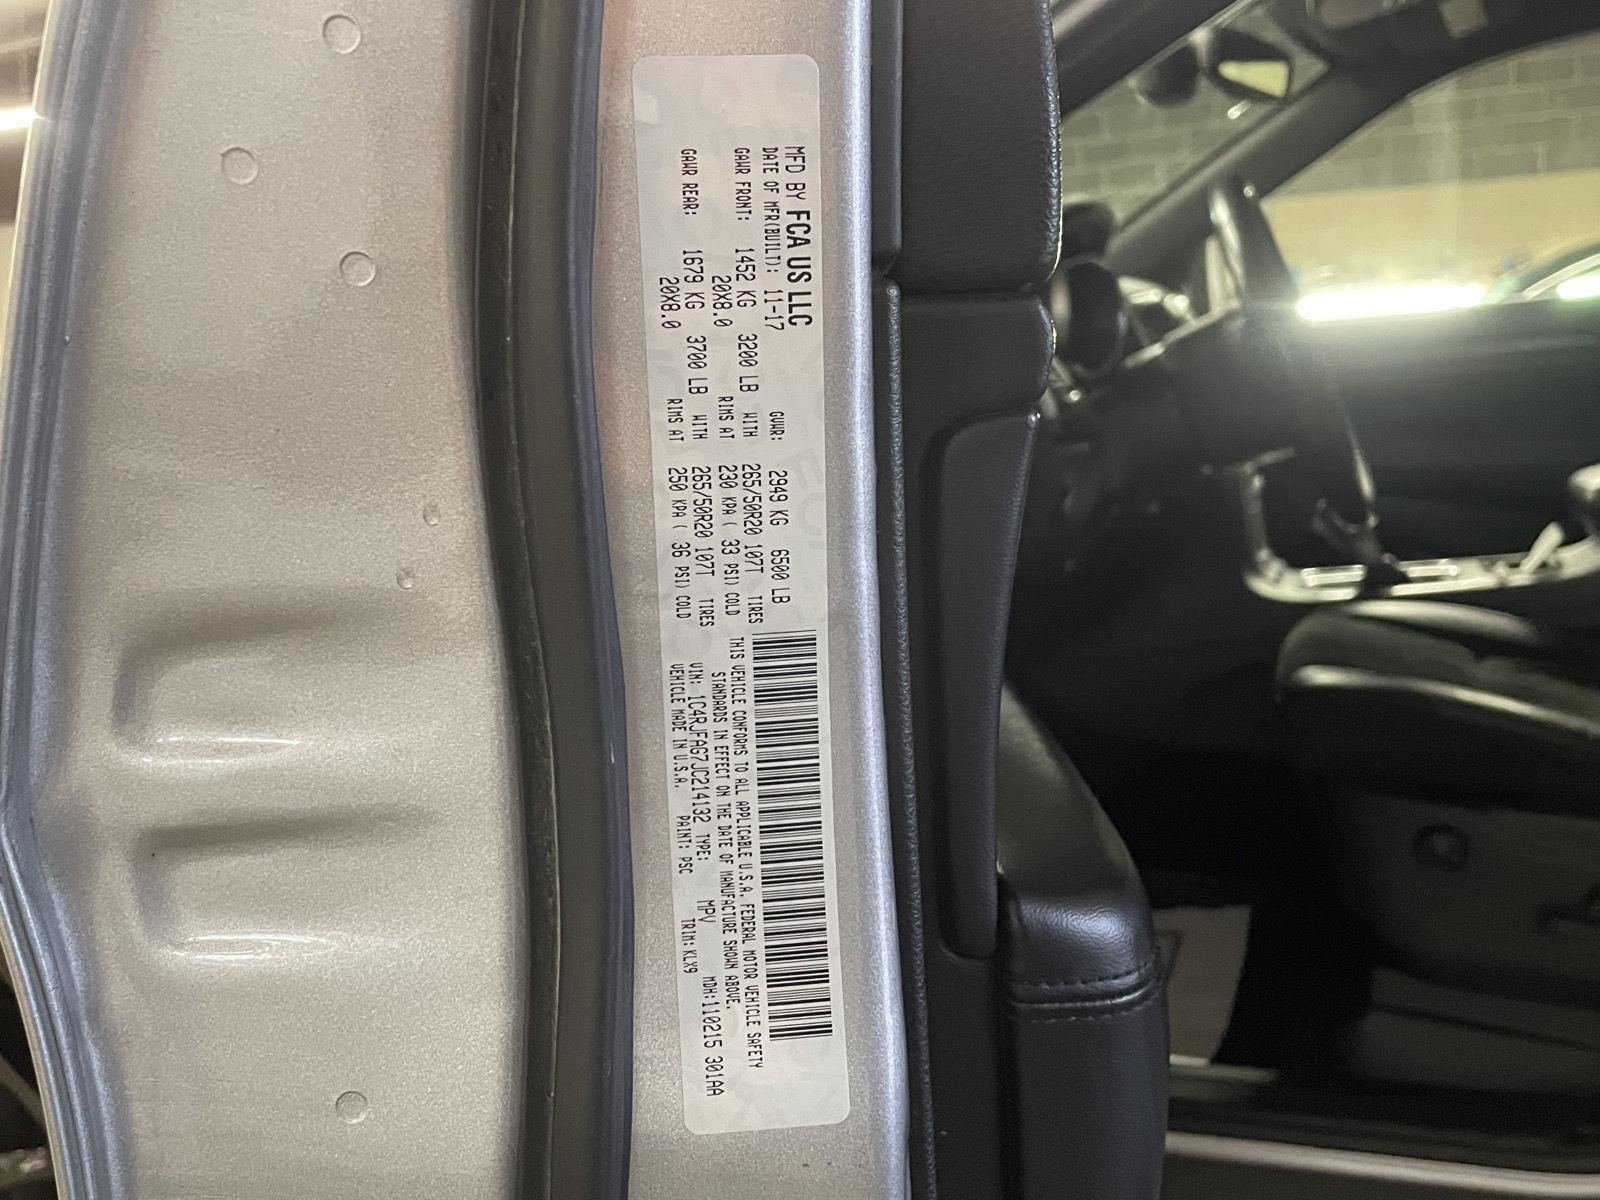 MFD BY FCA US LLC
DATE OF MFR(BUILT): 11-17 GVWR: 2949 KG 6500 LB
GAWR FRONT: 1452 KG 3200 LB WITH 265/50R20 107T TIRES
20X8.0 RIMS AT 230 KPA ( 33 PSI) COLD
GAWR REAR: 1679 KG 3700 LB WITH 265/50R20 107T TIRES
20X8.0 RIMS AT 250 KPA ( 36 PSI) COLD
THIS VEHICLE CONFORMS TO ALL APPLICABLE U.S.A. FEDERAL MOTOR VEHICLE SAFETY
STANDARDS IN EFFECT ON THE DATE OF MANUFACTURE SHOWN ABOVE.
VIN: 1C4RJFAG7JC214132 TYPE: MPV MDH:110215 301AA
VEHICLE MADE IN U.S.A. PAINT: PSC TRIM:KLX9